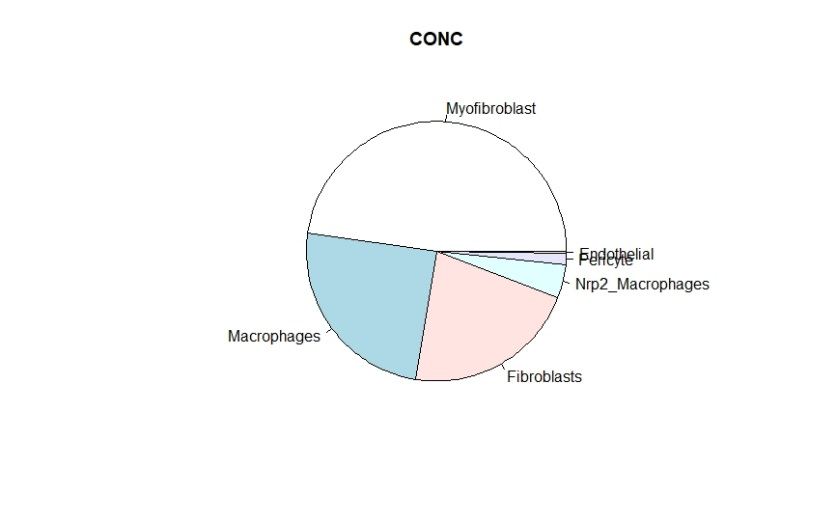 CONC
Myofibroblast
Endothelial
Pericyte
Nrp2_Macrophages
Macrophages
Fibroblasts